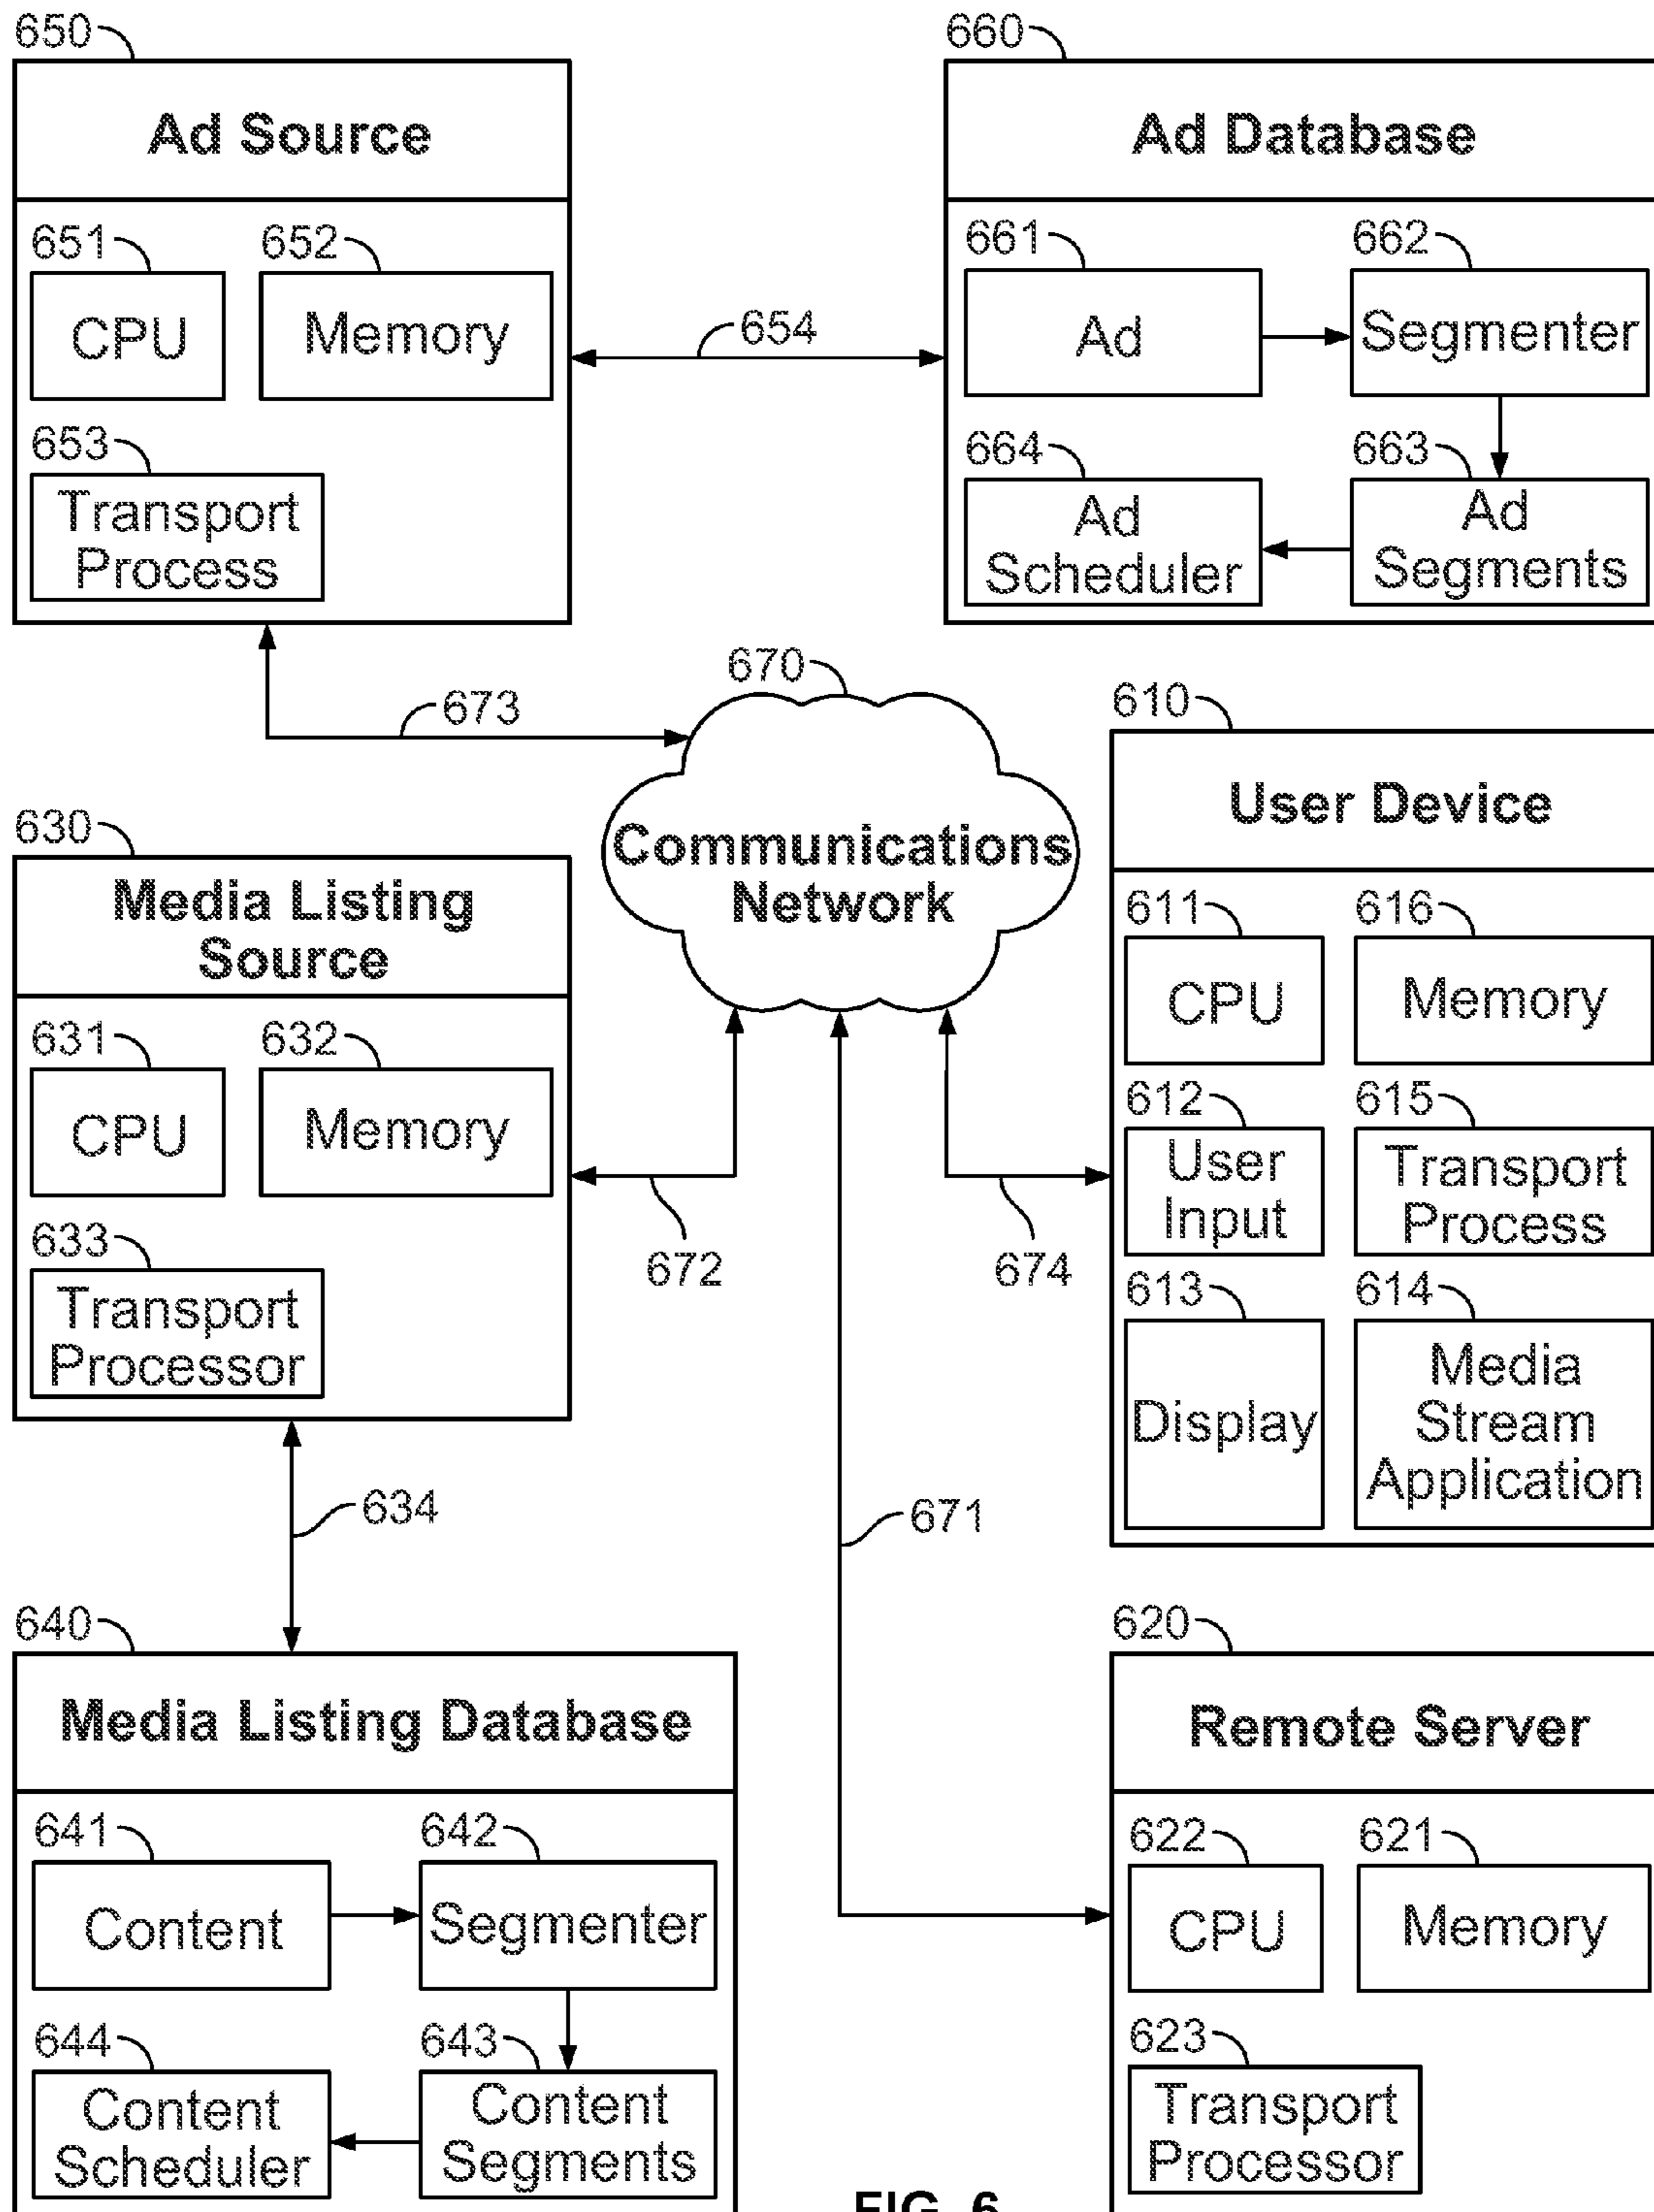 650
Ad Source
651
CPU
652
Memory
653
Transport
Process
654
660
Ad Database
661
Ad
662
Segmenter
664
Ad
Scheduler
663
Ad
Segments
673
670
Communications
Network
610
User Device
611
CPU
616
Memory
612
User
Input
615
Transport
Process
613
Display
614
Media
Stream
Application
630
Media Listing
Source
631
CPU
632
Memory
633
Transport
Processor
672
674
634
671
640
Media Listing Database
641
Content
642
Segmenter
644
Content
Scheduler
643
Content
Segments
620
Remote Server
622
CPU
621
Memory
623
Transport
Processor
FIG. 6